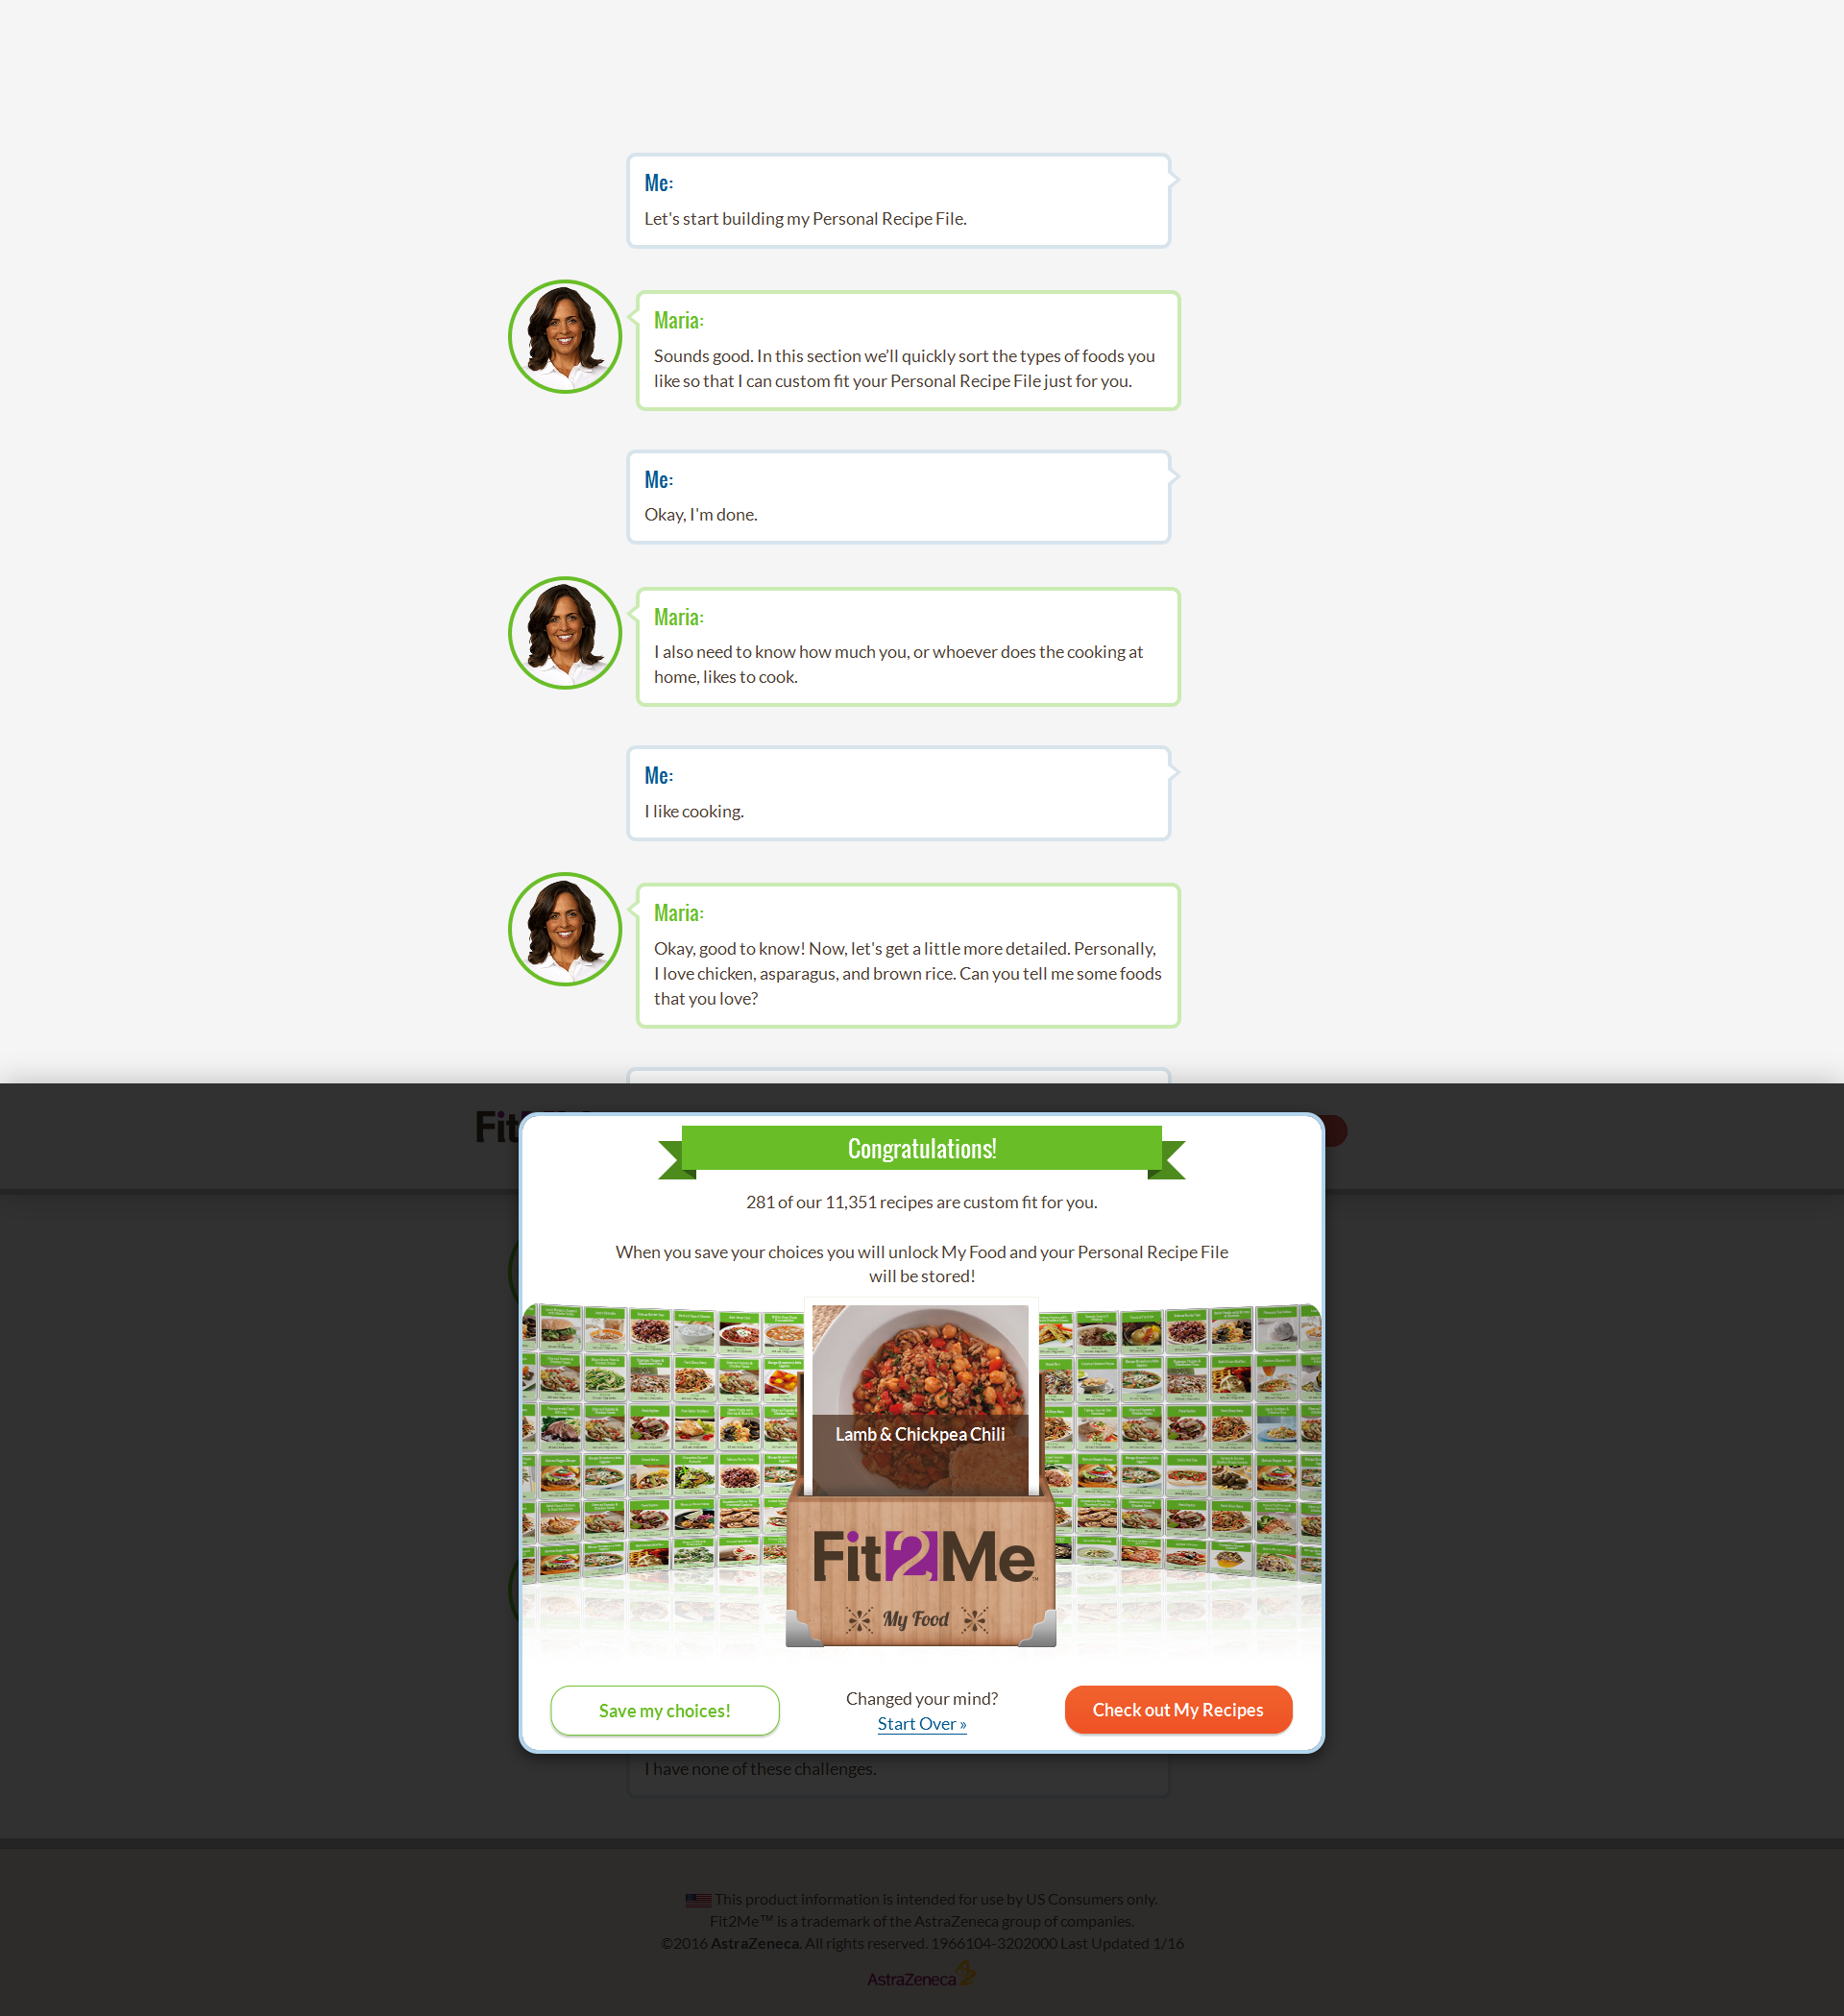 Me:
Let's start building my Personal Recipe File.
Maria:
Sounds good. In this section we'll quickly sort the types of foods you
like so that I can custom fit your Personal Recipe File just for you.
Me:
Okay, I'm done.
Maria:
I also need to know how much you, or whoever does the cooking at
home, likes to cook.
Me:
I like cooking.
Maria:
Okay, good to know! Now, let's get a little more detailed. Personally,
I love chicken, asparagus, and brown rice. Can you tell me some foods
that you love?
Congratulations!
281 of our 11,351 recipes are custom fit for you.
When you save your choices you will unlock My Food and your Personal Recipe File
will be stored!
Lamb & Chickpea Chili
Fit2Me™
My Food
Save my choices!
Changed your mind?
Start Over »
Check out My Recipes
I have none of these challenges.
This product information is intended for use by US Consumers only.
Fit2Me™ is a trademark of the AstraZeneca group of companies.
©2016 AstraZeneca. All rights reserved. 1966104-3202000 Last Updated 1/16
AstraZeneca